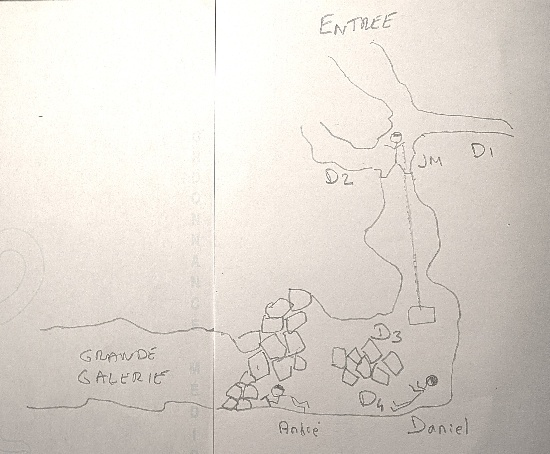 ENTREE
D1
JM
D2
D3
GRANDE
GALERIE
D4
André
Daniel